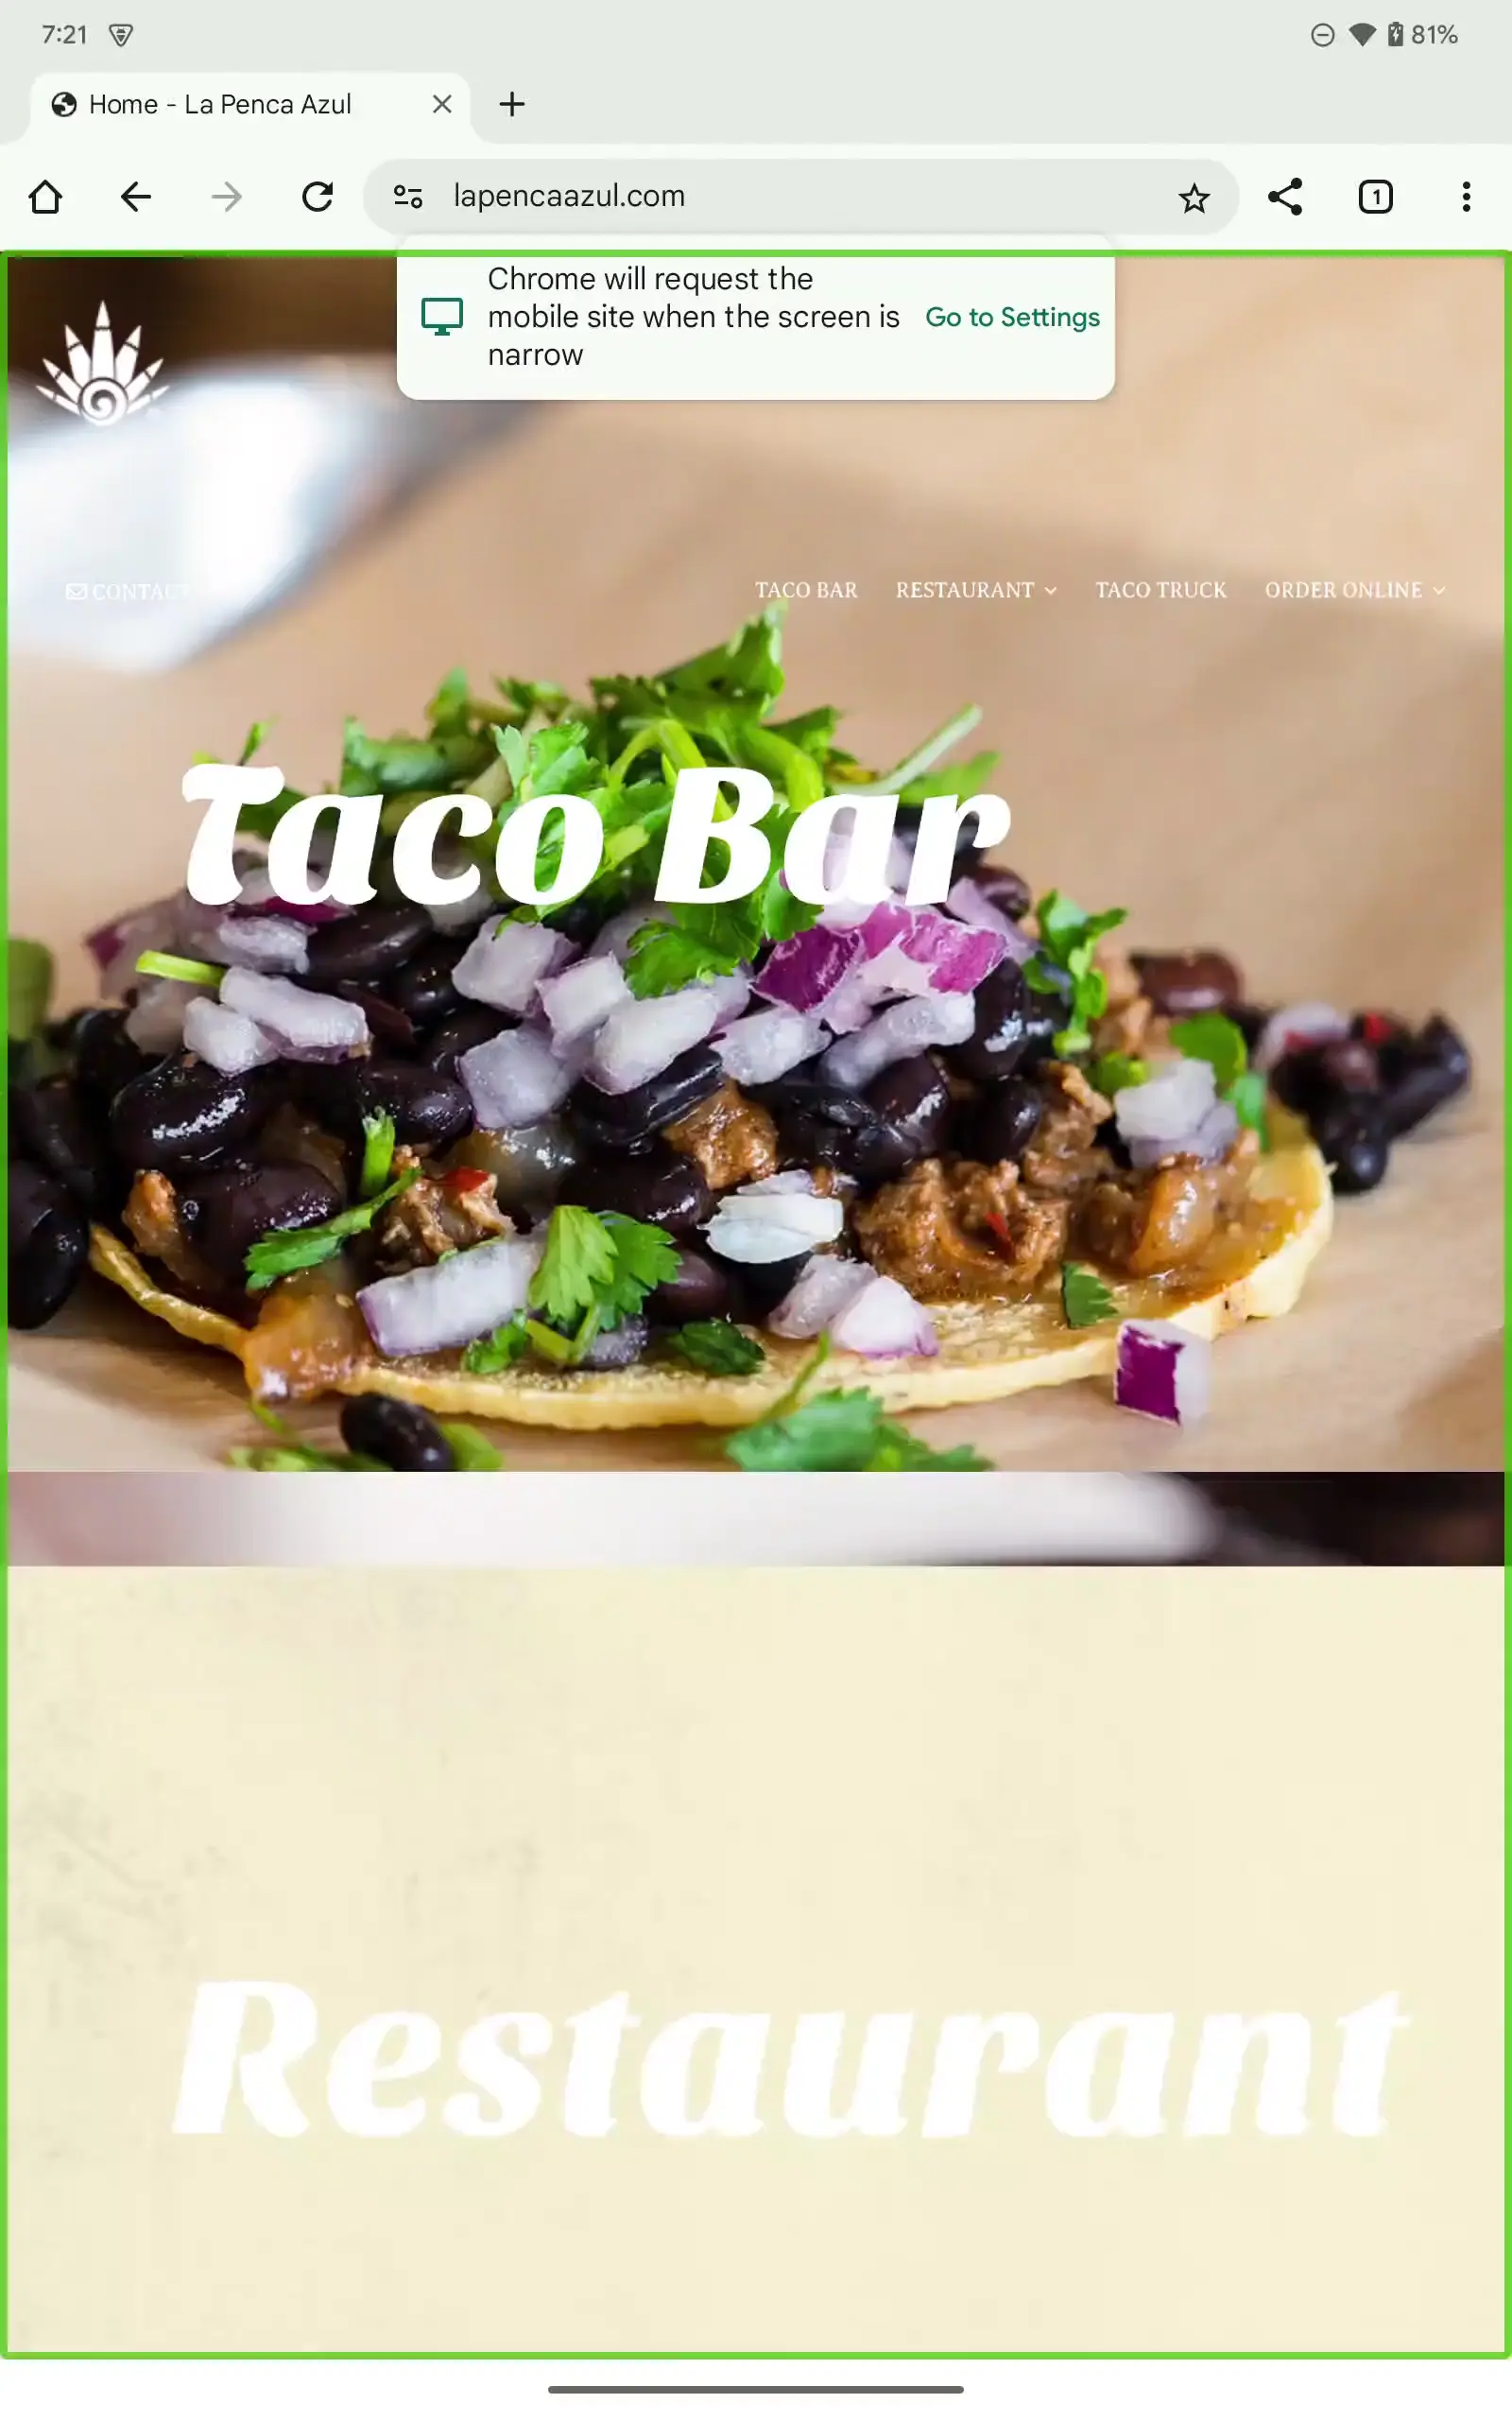 7:21
81%
Home - La Penca Azul
lapencaazul.com
1
Chrome will request the
mobile site when the screen is
narrow
Go to Settings
CONTACT
TACO BAR
RESTAURANT
TACO TRUCK
ORDER ONLINE
Taco Bar
Restaurant